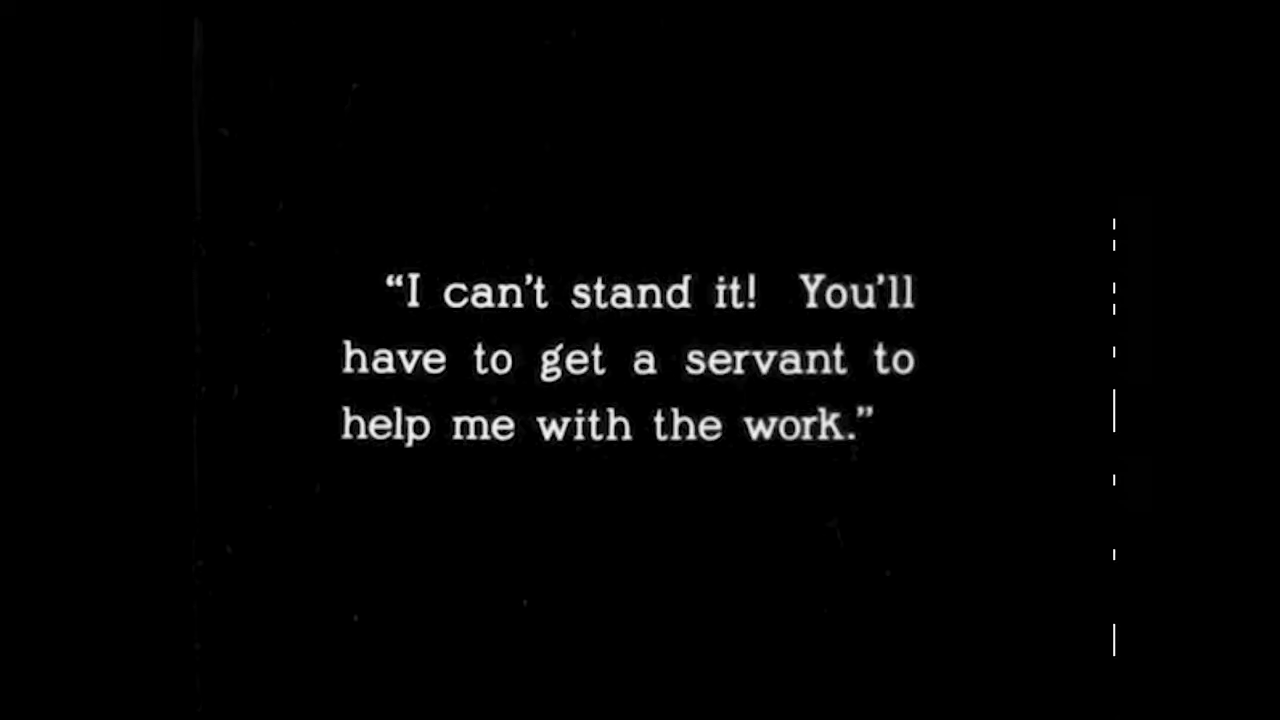 “I can’t stand it! You’ll
have to get a servant to
help me with the work.”